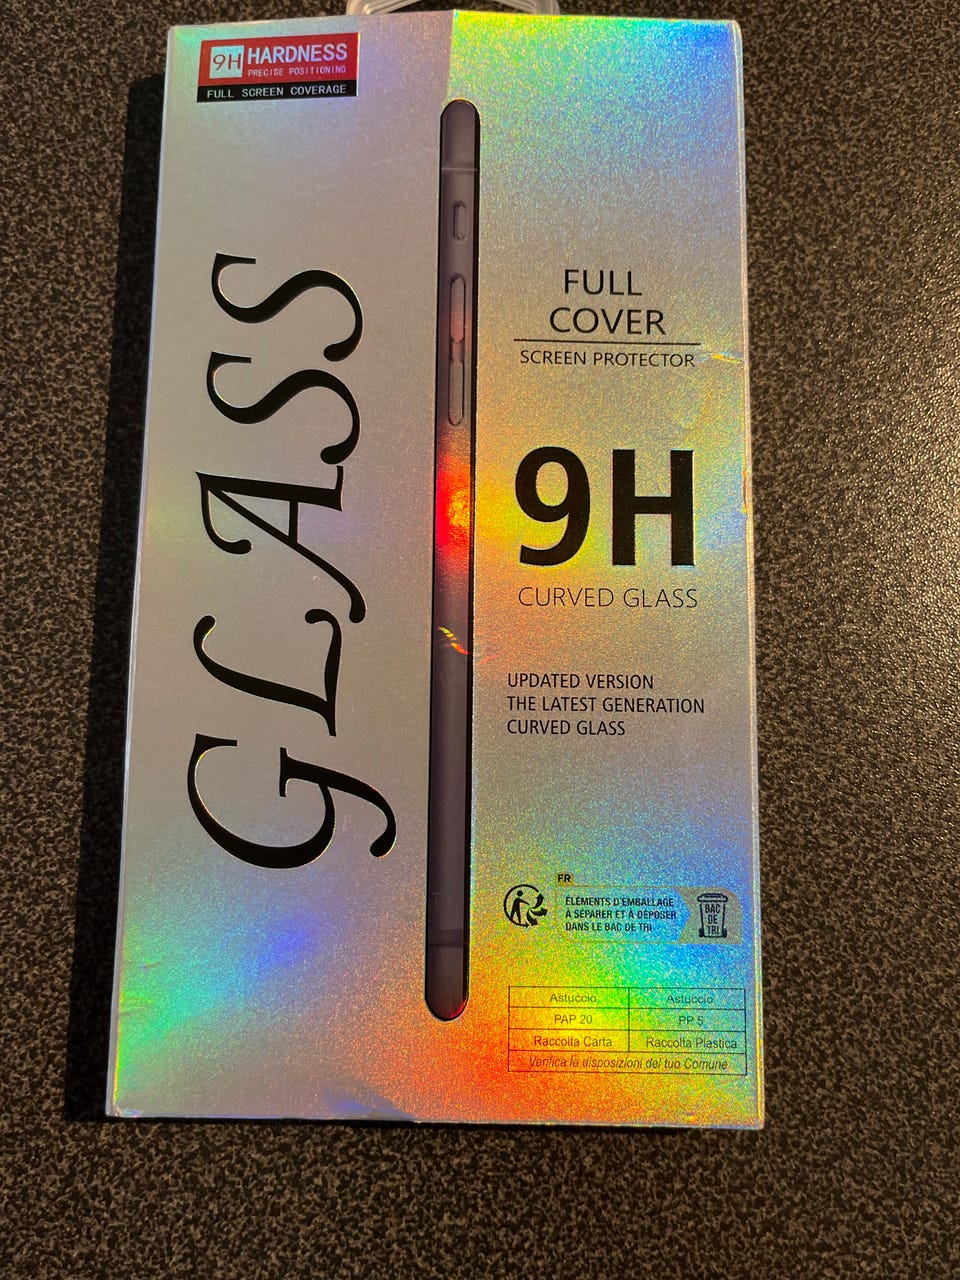 9H HARDNESS
PRECISE POSITIONING
FULL SCREEN COVERAGE
GLASS
FULL
COVER
SCREEN PROTECTOR
9H
CURVED GLASS
UPDATED VERSION
THE LATEST GENERATION
CURVED GLASS
FR
ÉLÉMENTS D'EMBALLAGE
À SÉPARER ET À DÉPOSER
DANS LE BAC DE TRI
BAC
DE
TRI
Astuccio Astuccio
PAP 20 PP 5
Raccolta Carta Raccolta Plastica
Verifica le disposizioni del tuo Comune